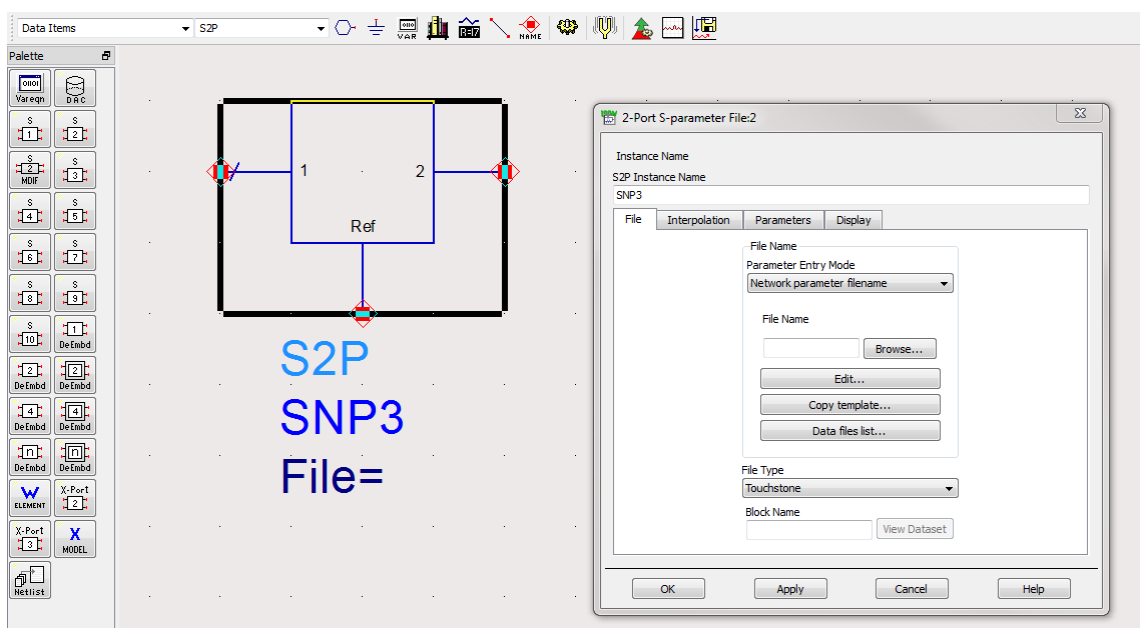 Data Items
S2P
VAR
R=17
NAME
Palette
Vareqn
DAC
S
1
S
2
S
2
MDIF
S
3
S
4
S
5
S
6
S
7
S
8
S
9
S
10
1
DeEmbd
2
DeEmbd
2
DeEmbd
4
DeEmbd
4
DeEmbd
n
DeEmbd
n
DeEmbd
W
ELEMENT
X-Port
2
X-Port
3
X
MODEL
Netlist
1
2
Ref
S2P
SNP3
File=
2-Port S-parameter File:2
Instance Name
S2P Instance Name
SNP3
File
Interpolation
Parameters
Display
File Name
Parameter Entry Mode
Network parameter filename
File Name
Browse...
Edit...
Copy template...
Data files list...
File Type
Touchstone
Block Name
View Dataset
OK
Apply
Cancel
Help